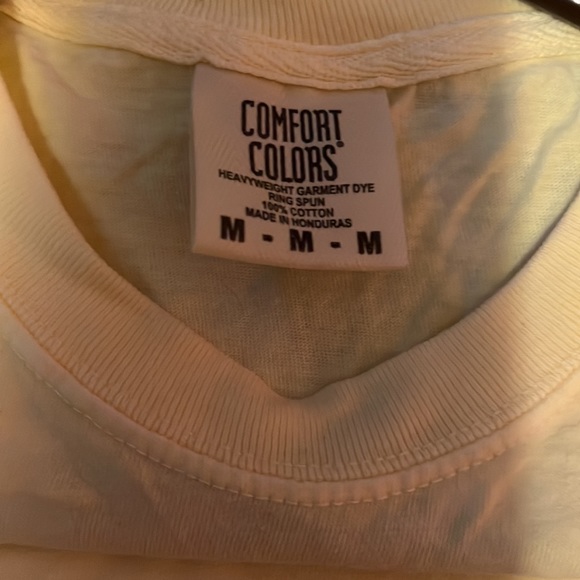 COMFORT
COLORS®
HEAVYWEIGHT GARMENT DYE
RING SPUN
100% COTTON
MADE IN HONDURAS
M - M - M